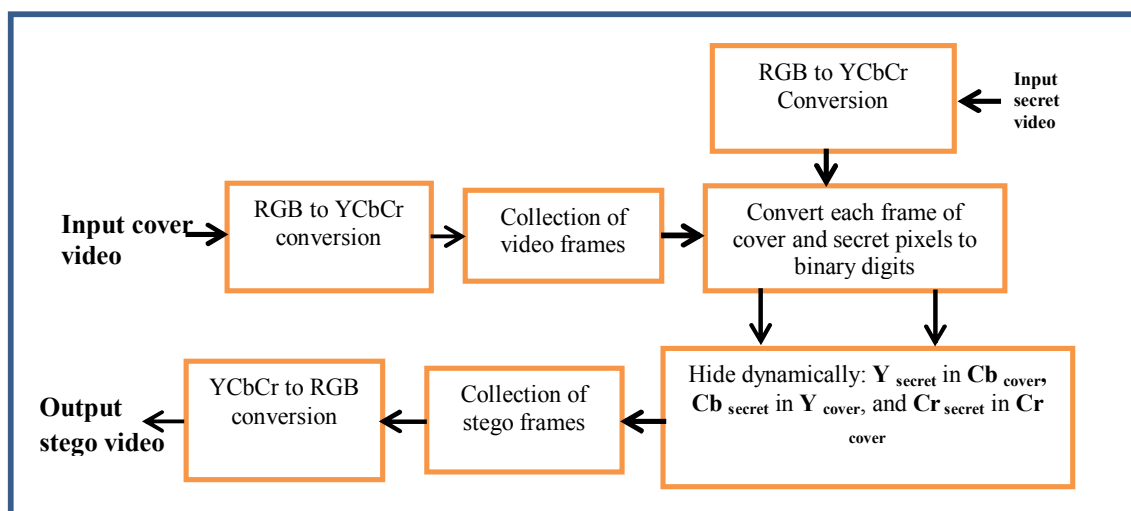 RGB to YCbCr
Conversion
Input
secret
video
Input cover
video
RGB to YCbCr
conversion
Collection of
video frames
Convert each frame of
cover and secret pixels to
binary digits
Hide dynamically: Y secret in Cb cover,
Cb secret in Y cover, and Cr secret in Cr
cover
Collection of
stego frames
YCbCr to RGB
conversion
Output
stego video